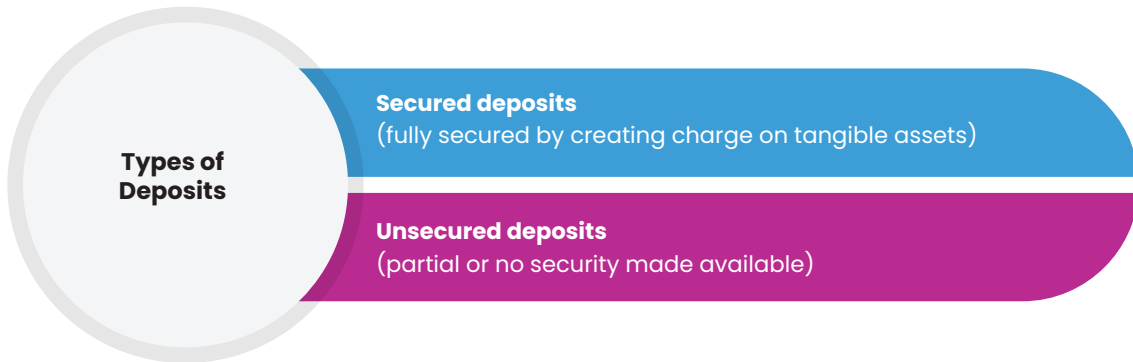 Types of
Deposits
Secured deposits
(fully secured by creating charge on tangible assets)
Unsecured deposits
(partial or no security made available)